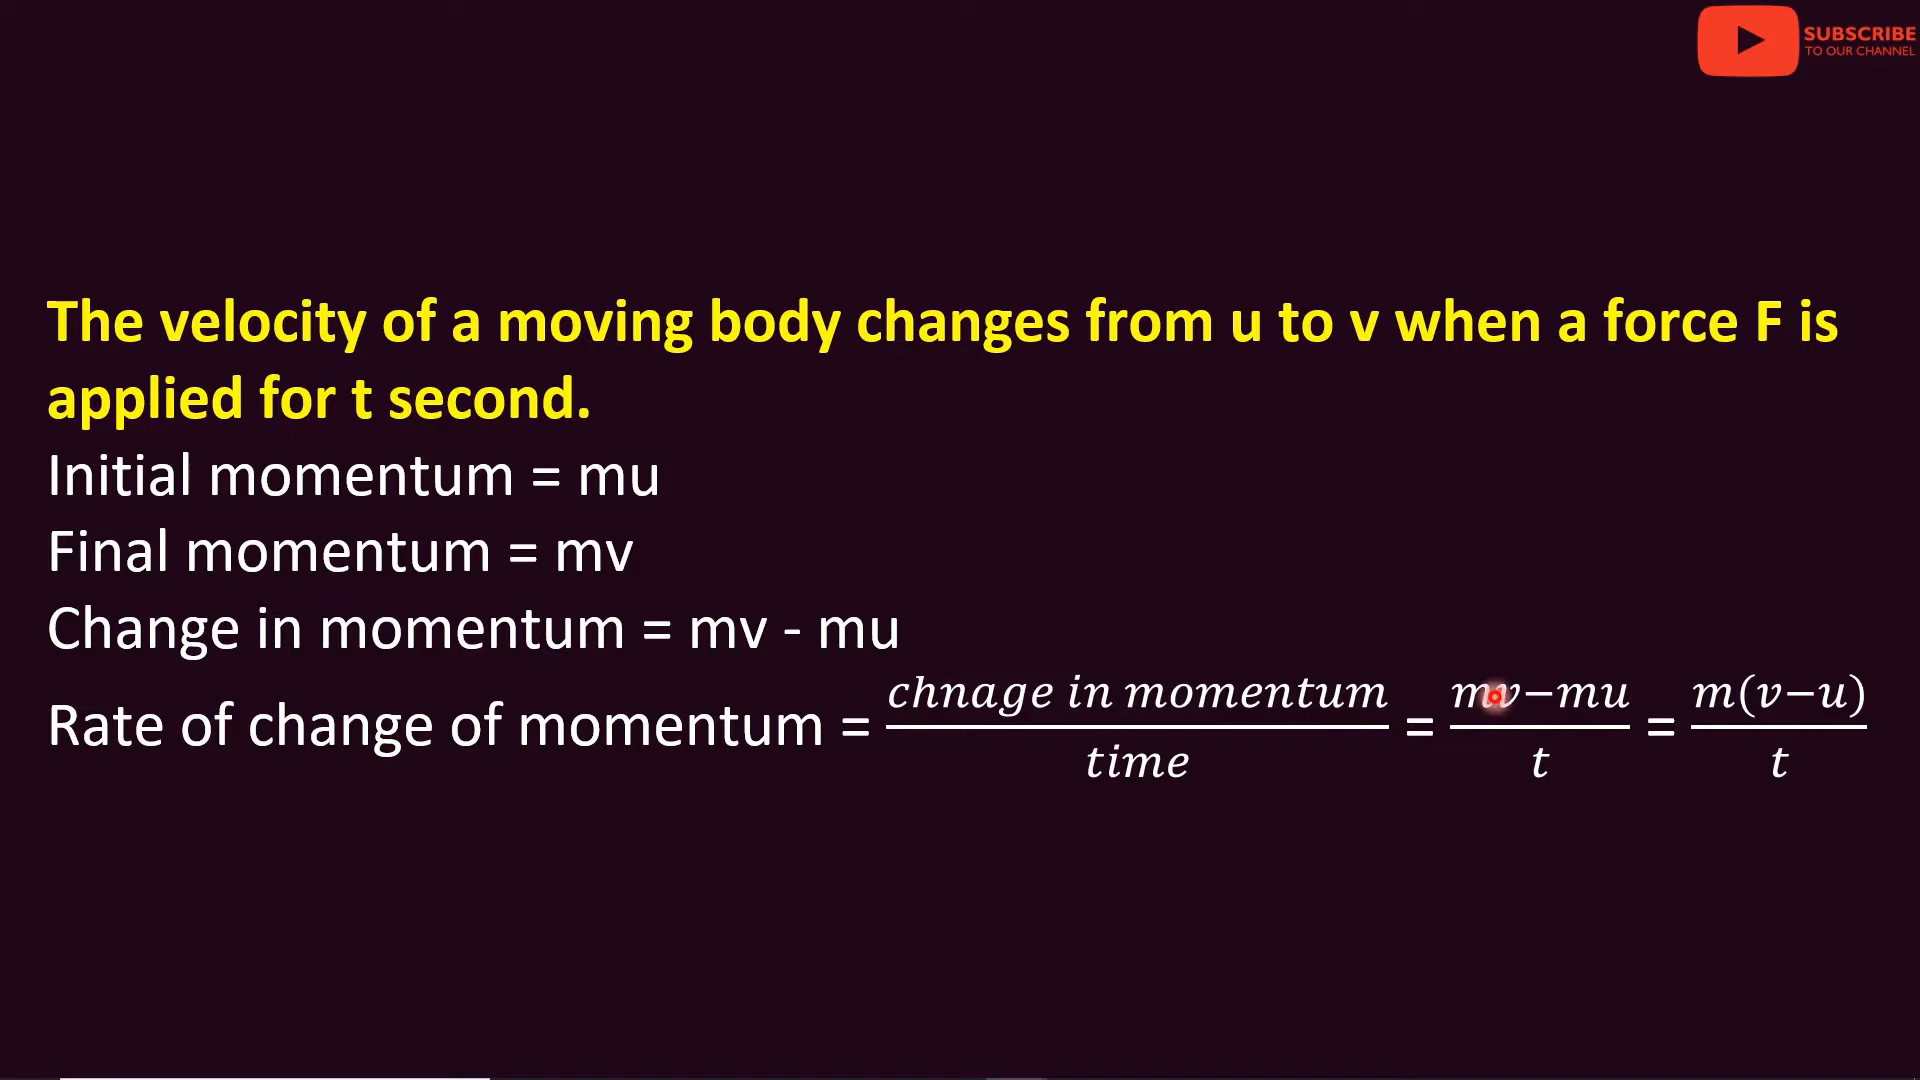 SUBSCRIBE
TO OUR CHANNEL
The velocity of a moving body changes from u to v when a force F is
applied for t second.
Initial momentum = mu
Final momentum = mv
Change in momentum = mv - mu
Rate of change of momentum = chnage in momentum / time = mv−mu / t = m(v−u) / t